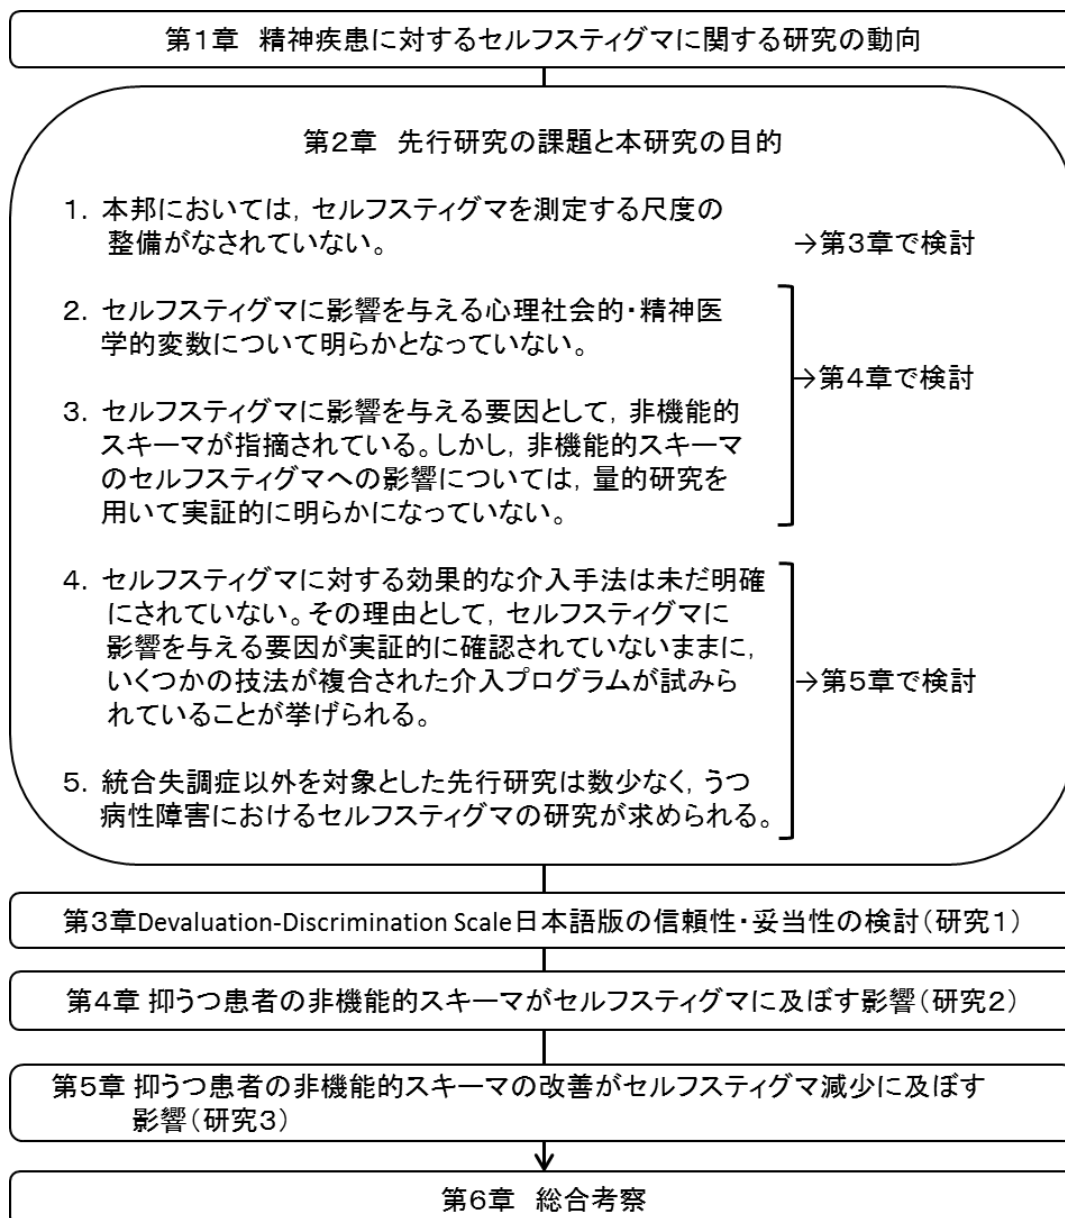 第１章　精神疾患に対するセルフスティグマに関する研究の動向
第２章　先行研究の課題と本研究の目的
１．本邦においては，セルフスティグマを測定する尺度の
整備がなされていない。
→第３章で検討
２．セルフスティグマに影響を与える心理社会的・精神医
学的変数について明らかとなっていない。
→第４章で検討
３．セルフスティグマに影響を与える要因として，非機能的
スキーマが指摘されている。しかし，非機能的スキーマ
のセルフスティグマへの影響については，量的研究を
用いて実証的に明らかになっていない。
４．セルフスティグマに対する効果的な介入手法は未だ明確
にされていない。その理由として，セルフスティグマに
影響を与える要因が実証的に確認されていないままに，
いくつかの技法が複合された介入プログラムが試みら
れていることが挙げられる。
→第５章で検討
５．統合失調症以外を対象とした先行研究は数少なく，うつ
病性障害におけるセルフスティグマの研究が求められる。
第３章Devaluation-Discrimination Scale日本語版の信頼性・妥当性の検討（研究１）
第４章 抑うつ患者の非機能的スキーマがセルフスティグマに及ぼす影響（研究２）
第５章 抑うつ患者の非機能的スキーマの改善がセルフスティグマ減少に及ぼす
影響（研究３）
第６章　総合考察